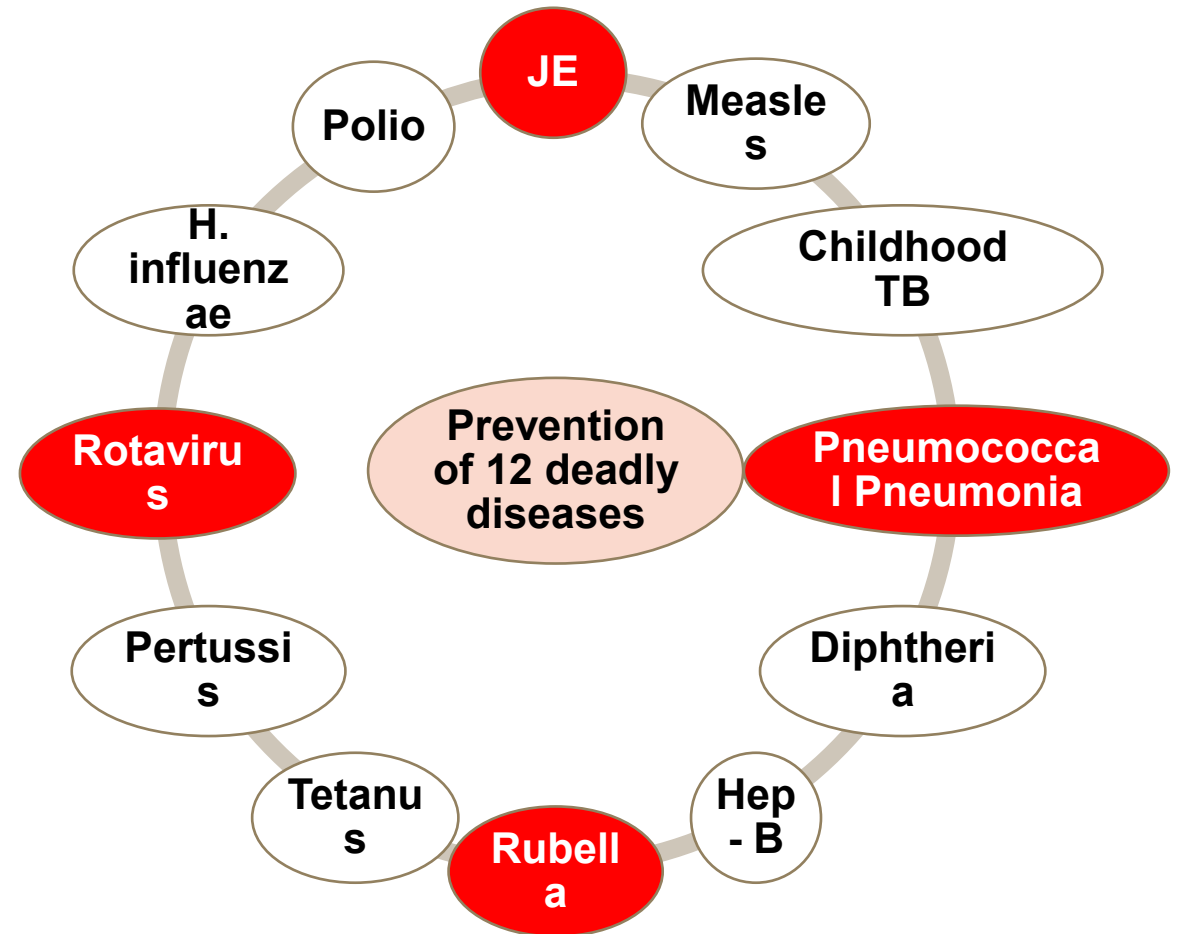 JE
Measle
s
Childhood
TB
Pneumococca
l Pneumonia
Diphtheri
a
Hep
- B
Rubell
a
Tetanu
s
Pertussi
s
Rotaviru
s
H.
influenz
ae
Polio
Prevention
of 12 deadly
diseases